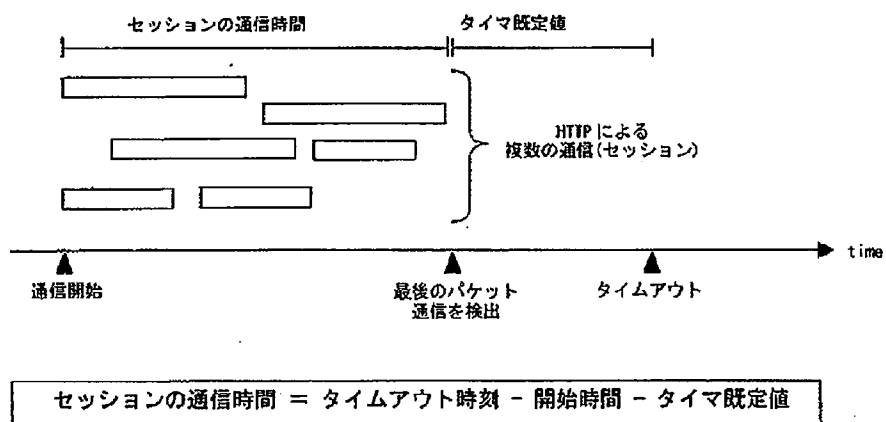 セッションの通信時間
タイマ既定値
HTTPによる
複数の通信(セッション)
time
通信開始
最後のパケット
通信を検出
タイムアウト
セッションの通信時間 = タイムアウト時刻 - 開始時間 - タイマ既定値